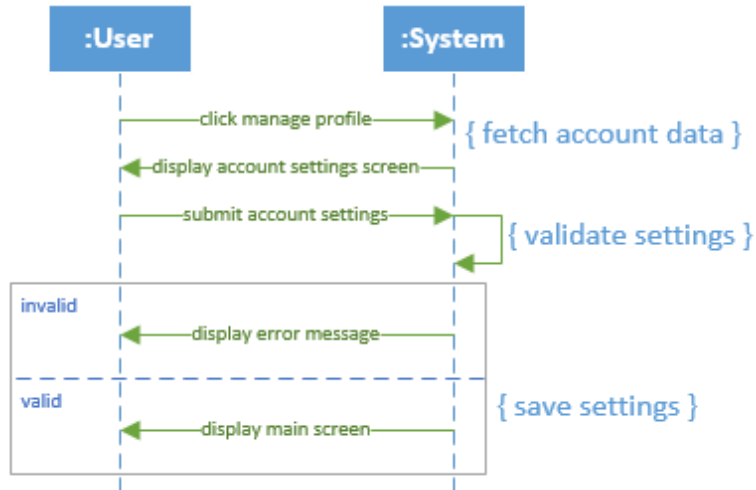 :User
:System
click manage profile
{ fetch account data }
display account settings screen
submit account settings
{ validate settings }
invalid
display error message
valid
{ save settings }
display main screen